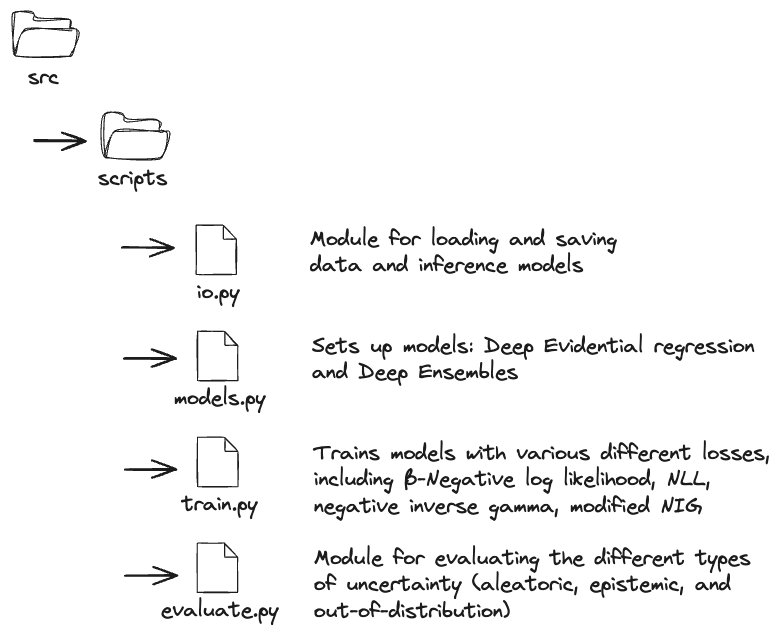 src
scripts
io.py
Module for loading and saving
data and inference models
models.py
Sets up models: Deep Evidential regression
and Deep Ensembles
train.py
Trains models with various different losses,
including β-Negative log likelihood, NLL,
negative inverse gamma, modified NIG
evaluate.py
Module for evaluating the different types
of uncertainty (aleatoric, epistemic, and
out-of-distribution)